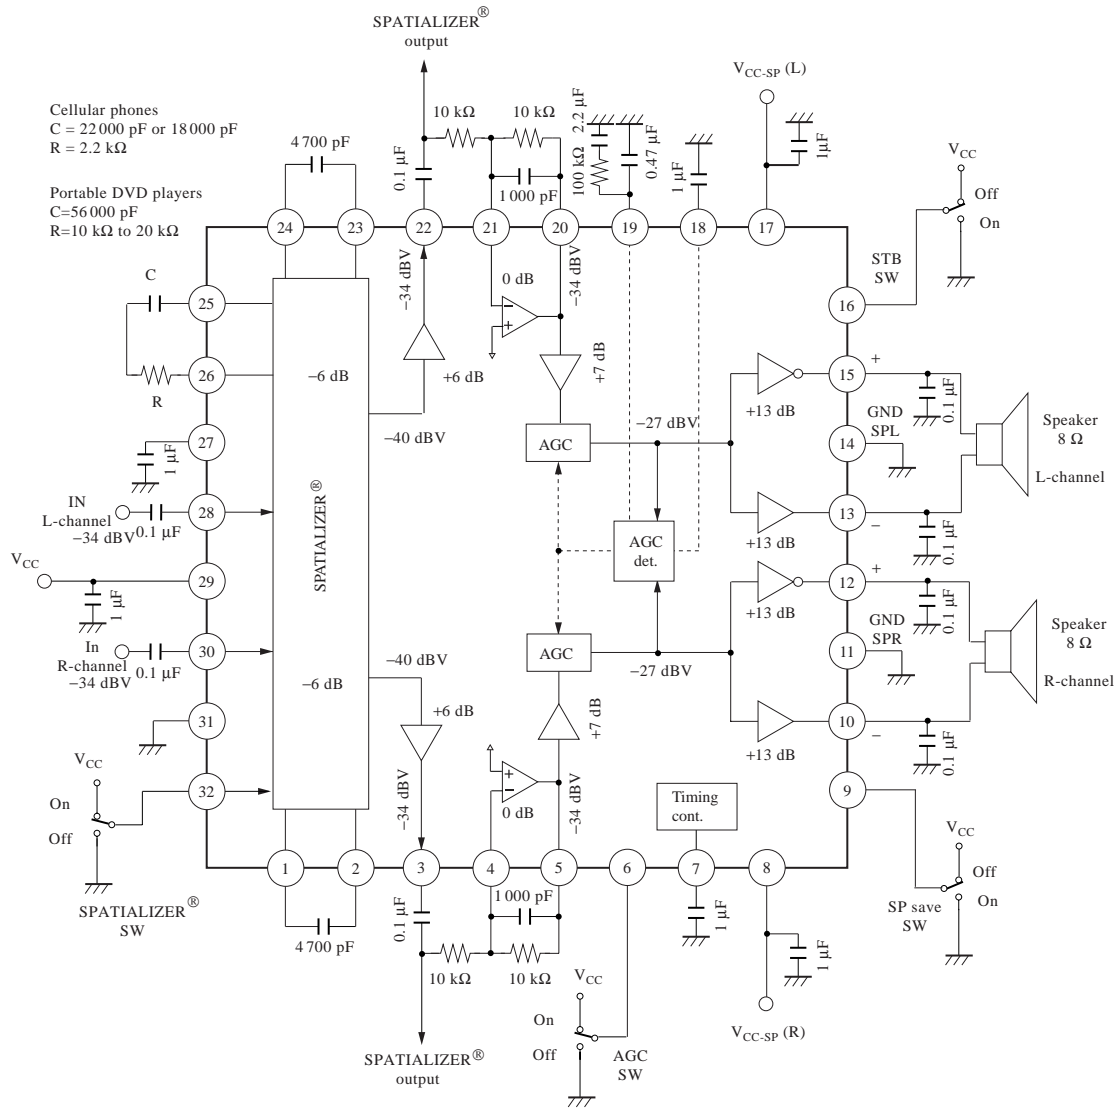 SPATIALIZER®
output
Cellular phones
C = 22 000 pF or 18 000 pF
R = 2.2 kΩ
Portable DVD players
C=56 000 pF
R=10 kΩ to 20 kΩ
4 700 pF
0.1 µF
10 kΩ
10 kΩ
1 000 pF
100 kΩ 2.2 µF
0.47 µF
1 µF
VCC-SP (L)
1µF
VCC
Off
On
STB
SW
24
23
22
21
20
19
18
17
−34 dBV
0 dB
−34 dBV
C
25
26
R
27
1 µF
IN
L-channel
−34 dBV
0.1 µF
28
VCC
29
1 µF
In
R-channel
−34 dBV
0.1 µF
30
31
VCC
On
Off
32
SPATIALIZER®
SW
−6 dB
SPATIALIZER®
−6 dB
+6 dB
−40 dBV
+7 dB
AGC
−27 dBV
AGC
det.
AGC
−27 dBV
−40 dBV
+6 dB
+7 dB
−34 dBV
0 dB
−34 dBV
+13 dB
+13 dB
+13 dB
+13 dB
16
15
+
GND
SPL
14
13
−
0.1 µF
0.1 µF
Speaker
8 Ω
L-channel
12
+
GND
SPR
11
10
−
0.1 µF
0.1 µF
Speaker
8 Ω
R-channel
9
Timing
cont.
1
2
3
4
5
6
7
8
4 700 pF
0.1 µF
1 000 pF
10 kΩ
10 kΩ
SPATIALIZER®
output
VCC
On
Off
AGC
SW
1 µF
1 µF
VCC-SP (R)
VCC
Off
On
SP save
SW